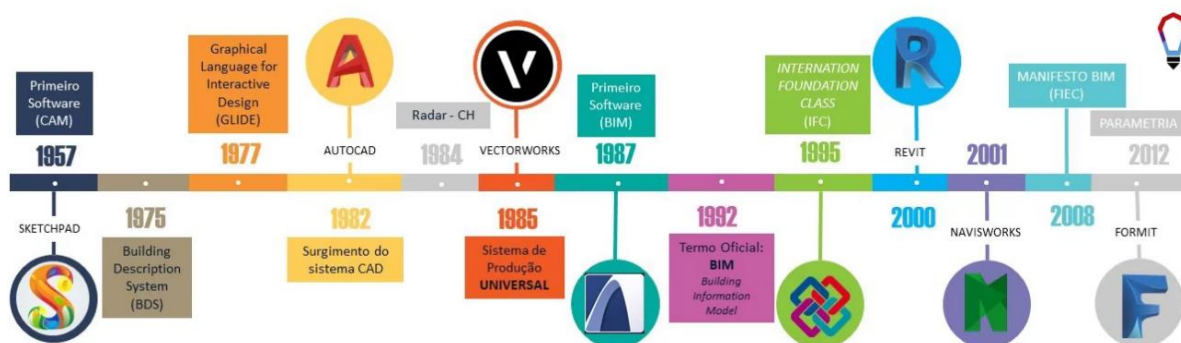 Primeiro
Software
(CAM)
1957
SKETCHPAD
1975
Building
Description
System
(BDS)
Graphical
Language for
Interactive
Design
(GLIDE)
1977
AUTOCAD
1982
Surgimento do
sistema CAD
Radar - CH
1984
VECTORWORKS
1985
Sistema de
Produção
UNIVERSAL
Primeiro
Software
(BIM)
1987
1992
Termo Oficial:
BIM
Building
Information
Model
INTERNATION
FOUNDATION
CLASS
(IFC)
1995
REVIT
2000
2001
NAVISWORKS
MANIFESTO BIM
(FIEC)
2008
PARAMETRIA
2012
FORMIT